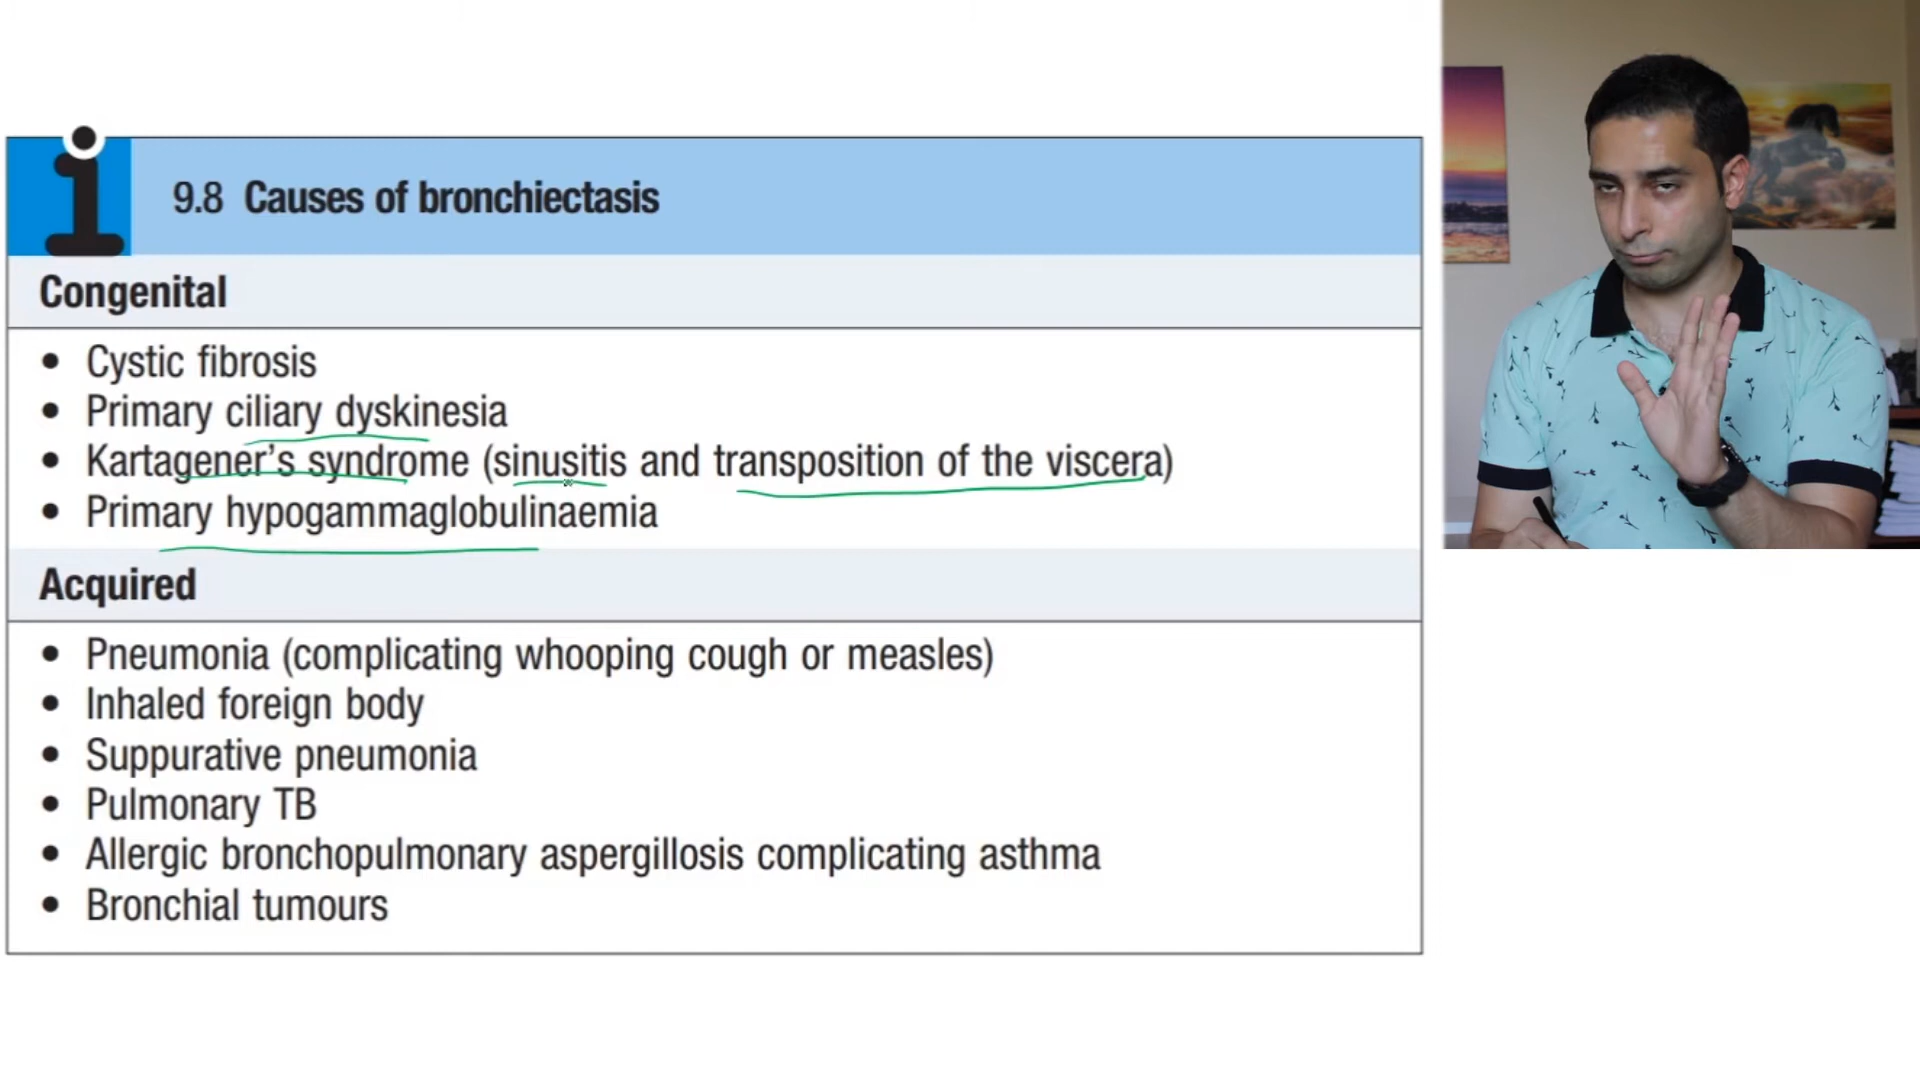 9.8 Causes of bronchiectasis
Congenital
• Cystic fibrosis
• Primary ciliary dyskinesia
• Kartagener’s syndrome (sinusitis and transposition of the viscera)
• Primary hypogammaglobulinaemia
Acquired
• Pneumonia (complicating whooping cough or measles)
• Inhaled foreign body
• Suppurative pneumonia
• Pulmonary TB
• Allergic bronchopulmonary aspergillosis complicating asthma
• Bronchial tumours